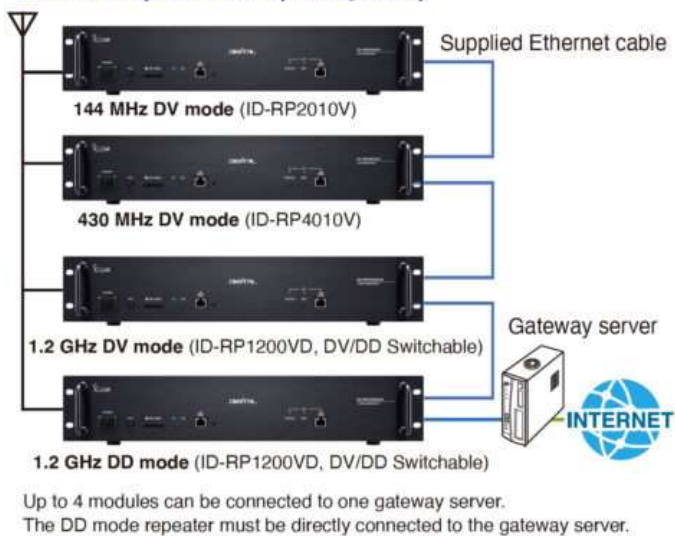 Supplied Ethernet cable
144 MHz DV mode (ID-RP2010V)
430 MHz DV mode (ID-RP4010V)
Gateway server
1.2 GHz DV mode (ID-RP1200VD, DV/DD Switchable)
INTERNET
1.2 GHz DD mode (ID-RP1200VD, DV/DD Switchable)
Up to 4 modules can be connected to one gateway server.
The DD mode repeater must be directly connected to the gateway server.